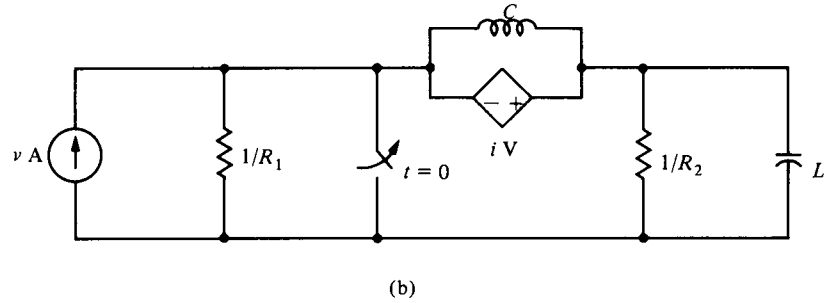 C
− +
ν A
1/R₁
t = 0
i V
1/R₂
L
(b)